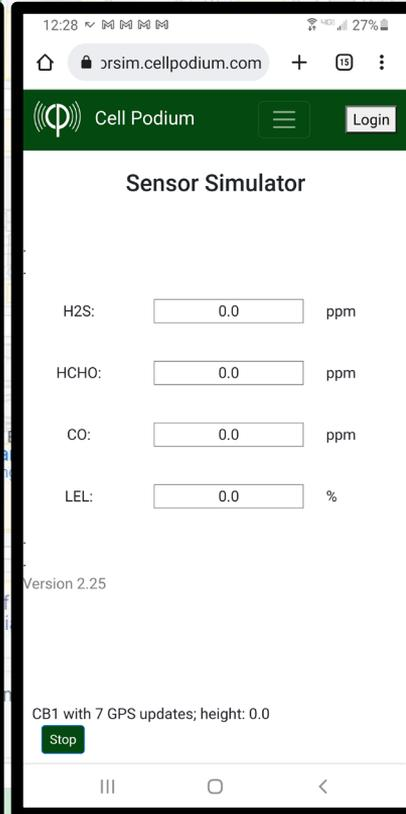 12:28
27%
orsim.cellpodium.com + 15
Cell Podium Login
Sensor Simulator
H2S: 0.0 ppm
HCHO: 0.0 ppm
CO: 0.0 ppm
LEL: 0.0 %
Version 2.25
CB1 with 7 GPS updates; height: 0.0
Stop